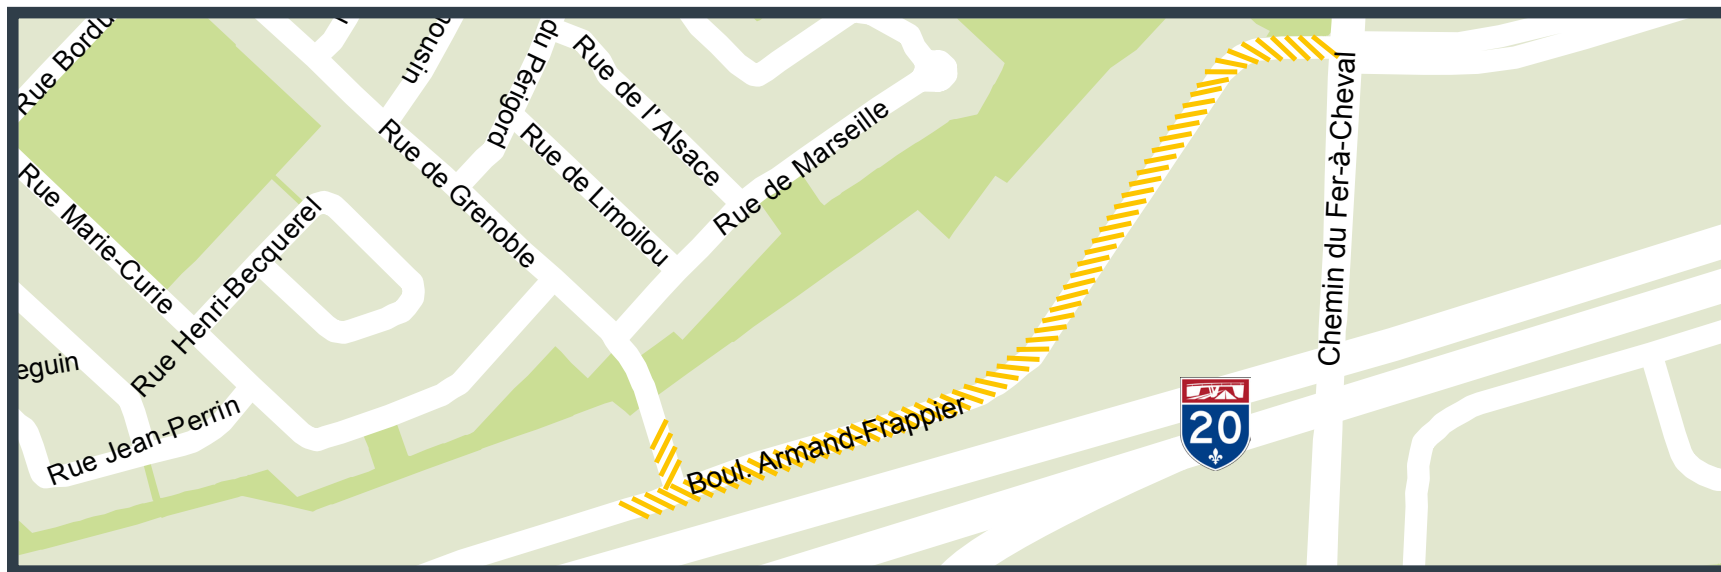 Rue Bordu
ousin
du Périgord
Rue de l'Alsace
Rue de Marseille
Rue de Grenoble
Rue de Limoilou
Rue Marie-Curie
Rue Henri-Becquerel
eguin
Rue Jean-Perrin
Boul. Armand-Frappier
Chemin du Fer-à-Cheval
20